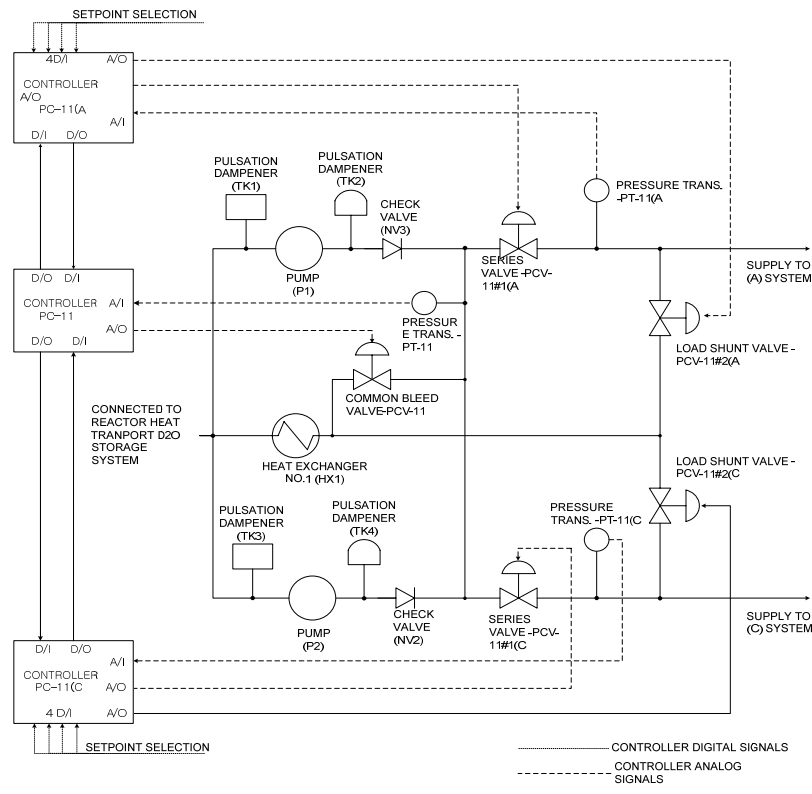 SETPOINT SELECTION
4D/I A/O
CONTROLLER
A/O
PC-11(A
A/I
D/I D/O
PULSATION
DAMPENER
(TK1)
PULSATION
DAMPENER
(TK2)
CHECK
VALVE
(NV3)
PRESSURE TRANS.
-PT-11(A
PUMP
(P1)
SERIES
VALVE -PCV-
11#1(A
SUPPLY TO
(A) SYSTEM
D/O D/I
CONTROLLER
PC-11
A/I
A/O
D/O D/I
PRESSUR
E TRANS. -
PT-11
LOAD SHUNT VALVE -
PCV-11#2(A
COMMON BLEED
VALVE-PCV-11
CONNECTED TO
REACTOR HEAT
TRANPORT D2O
STORAGE
SYSTEM
HEAT EXCHANGER
NO.1 (HX1)
LOAD SHUNT VALVE -
PCV-11#2(C
PULSATION
DAMPENER
(TK3)
PULSATION
DAMPENER
(TK4)
PRESSURE
TRANS. -PT-11(C
PUMP
(P2)
CHECK
VALVE
(NV2)
SERIES
VALVE -PCV-
11#1(C
SUPPLY TO
(C) SYSTEM
D/I D/O
A/I
CONTROLLER
PC-11(C
A/O
4 D/I A/O
SETPOINT SELECTION
CONTROLLER DIGITAL SIGNALS
CONTROLLER ANALOG
SIGNALS